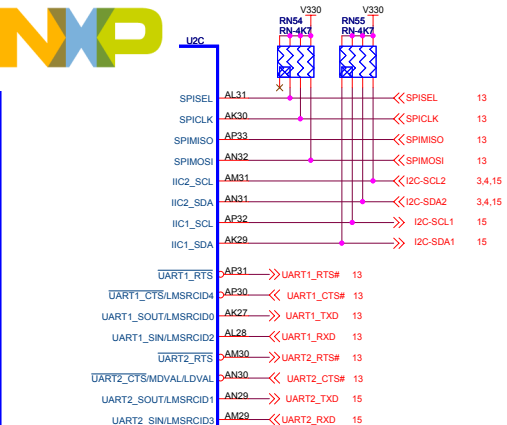 NXP
V330 V330
RN54 RN55
RN-4K7 RN-4K7
U2C
SPISEL AL31 SPISEL 13
SPICLK AK30 SPICLK 13
SPIMISO AP33 SPIMISO 13
SPIMOSI AN32 SPIMOSI 13
IIC2_SCL AM31 I2C-SCL2 3,4,15
IIC2_SDA AN31 I2C-SDA2 3,4,15
IIC1_SCL AP32 I2C-SCL1 15
IIC1_SDA AK29 I2C-SDA1 15
UART1_RTS AP31 UART1_RTS# 13
UART1_CTS/LMSRCID4 AP30 UART1_CTS# 13
UART1_SOUT/LMSRCID0 AK27 UART1_TXD 13
UART1_SIN/LMSRCID2 AL28 UART1_RXD 13
UART2_RTS AM30 UART2_RTS# 13
UART2_CTS/MDVAL/LDVAL AN30 UART2_CTS# 13
UART2_SOUT/LMSRCID1 AN29 UART2_TXD 15
UART2_SIN/LMSRCID3 AM29 UART2_RXD 15